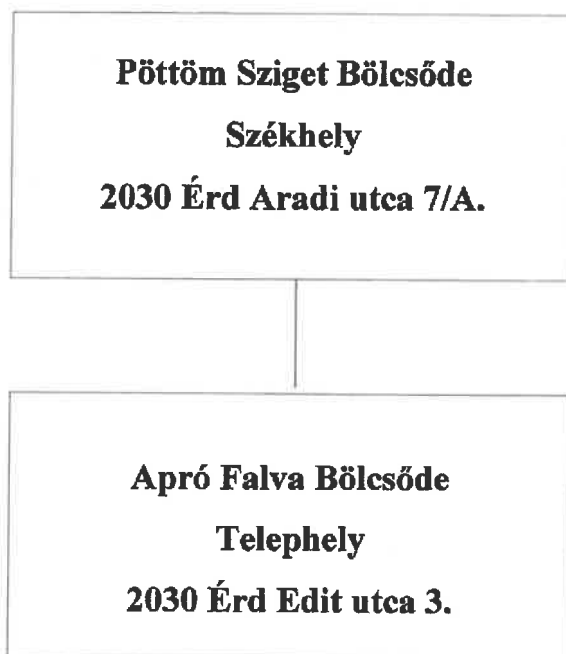 Pöttöm Sziget Bölcsőde
Székhely
2030 Érd Aradi utca 7/A.
Apró Falva Bölcsőde
Telephely
2030 Érd Edit utca 3.